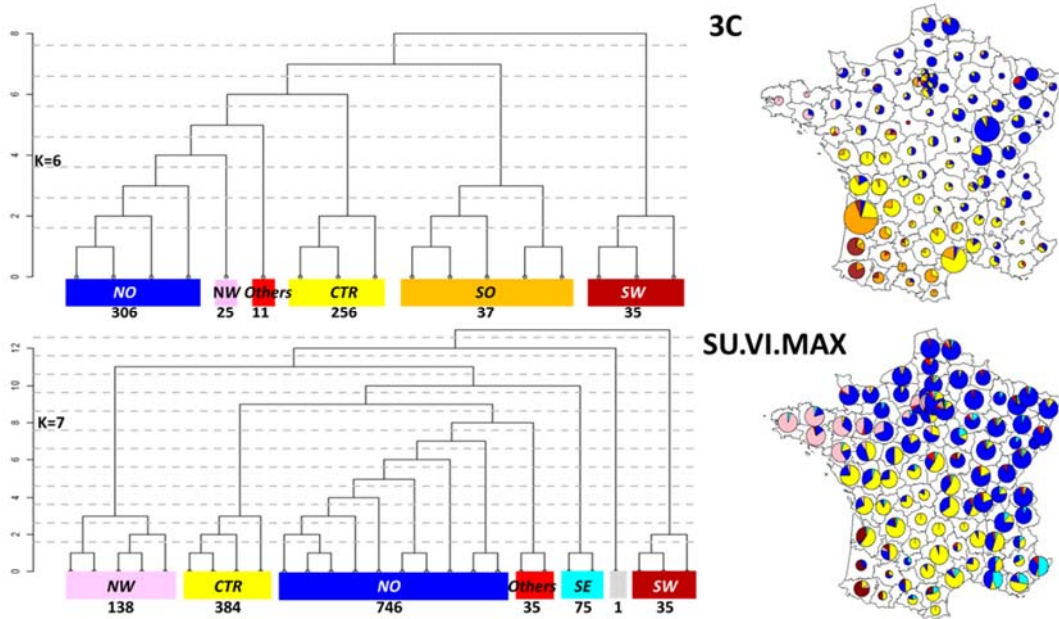 3C
8
6
4
2
0
K=6
NO NW Others CTR SO SW
306 25 11 256 37 35
SU.VI.MAX
12
10
8
6
4
2
0
K=7
NW CTR NO Others SE SW
138 384 746 35 75 1 35